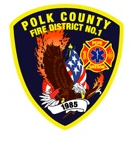 POLK COUNTY
FIRE DISTRICT NO.1
1985